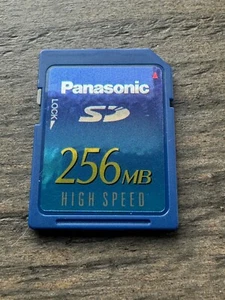 Panasonic
LOCK
SD
256MB
HIGH SPEED